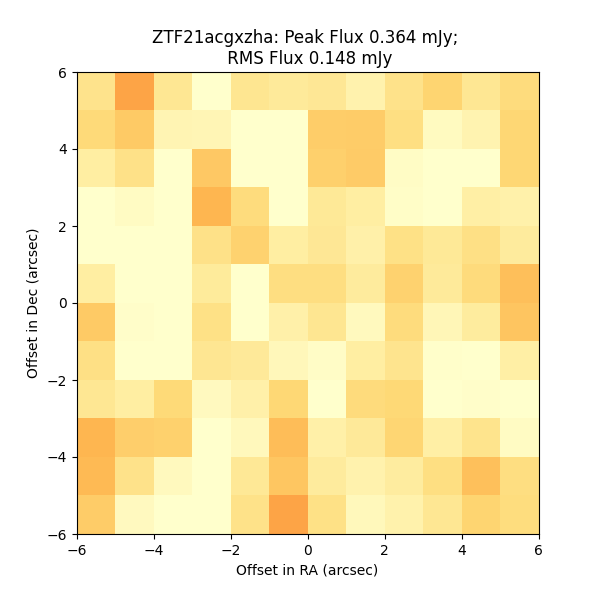 ZTF21acgxzha: Peak Flux 0.364 mJy;
RMS Flux 0.148 mJy
6
4
2
0
−2
−4
−6
Offset in Dec (arcsec)
−6 −4 −2 0 2 4 6
Offset in RA (arcsec)